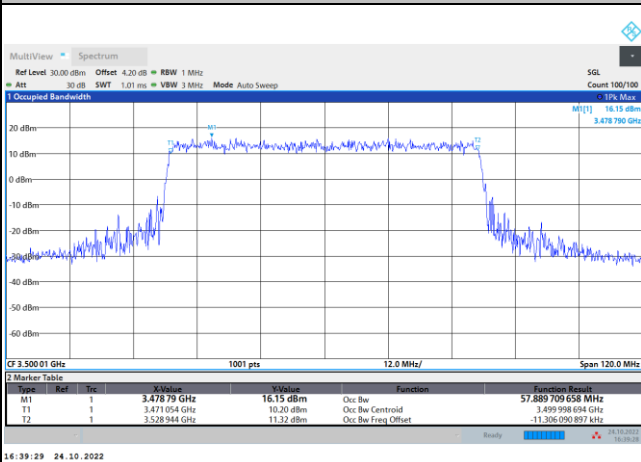 MultiView Spectrum
Ref Level 30.00 dBm Offset 4.20 dB RBW 1 MHz SGL
Att 30 dB SWT 1.01 ms VBW 3 MHz Mode Auto Sweep Count 100/100
1 Occupied Bandwidth 1Pk Max
M1[1] 16.15 dBm
3.478 790 GHz
M1
T1 T2
20 dBm
10 dBm
0 dBm
-10 dBm
-20 dBm
-30 dBm
-40 dBm
-50 dBm
-60 dBm
CF 3.500 01 GHz 1001 pts 12.0 MHz/ Span 120.0 MHz
2 Marker Table
Type Ref Trc X-Value Y-Value Function Function Result
M1 1 3.478 79 GHz 16.15 dBm Occ Bw 57.889 709 658 MHz
T1 1 3.471 054 GHz 10.20 dBm Occ Bw Centroid 3.499 998 694 GHz
T2 1 3.528 944 GHz 11.32 dBm Occ Bw Freq Offset -11.306 090 897 kHz
Ready 24.10.2022
16:39:28
16:39:29 24.10.2022